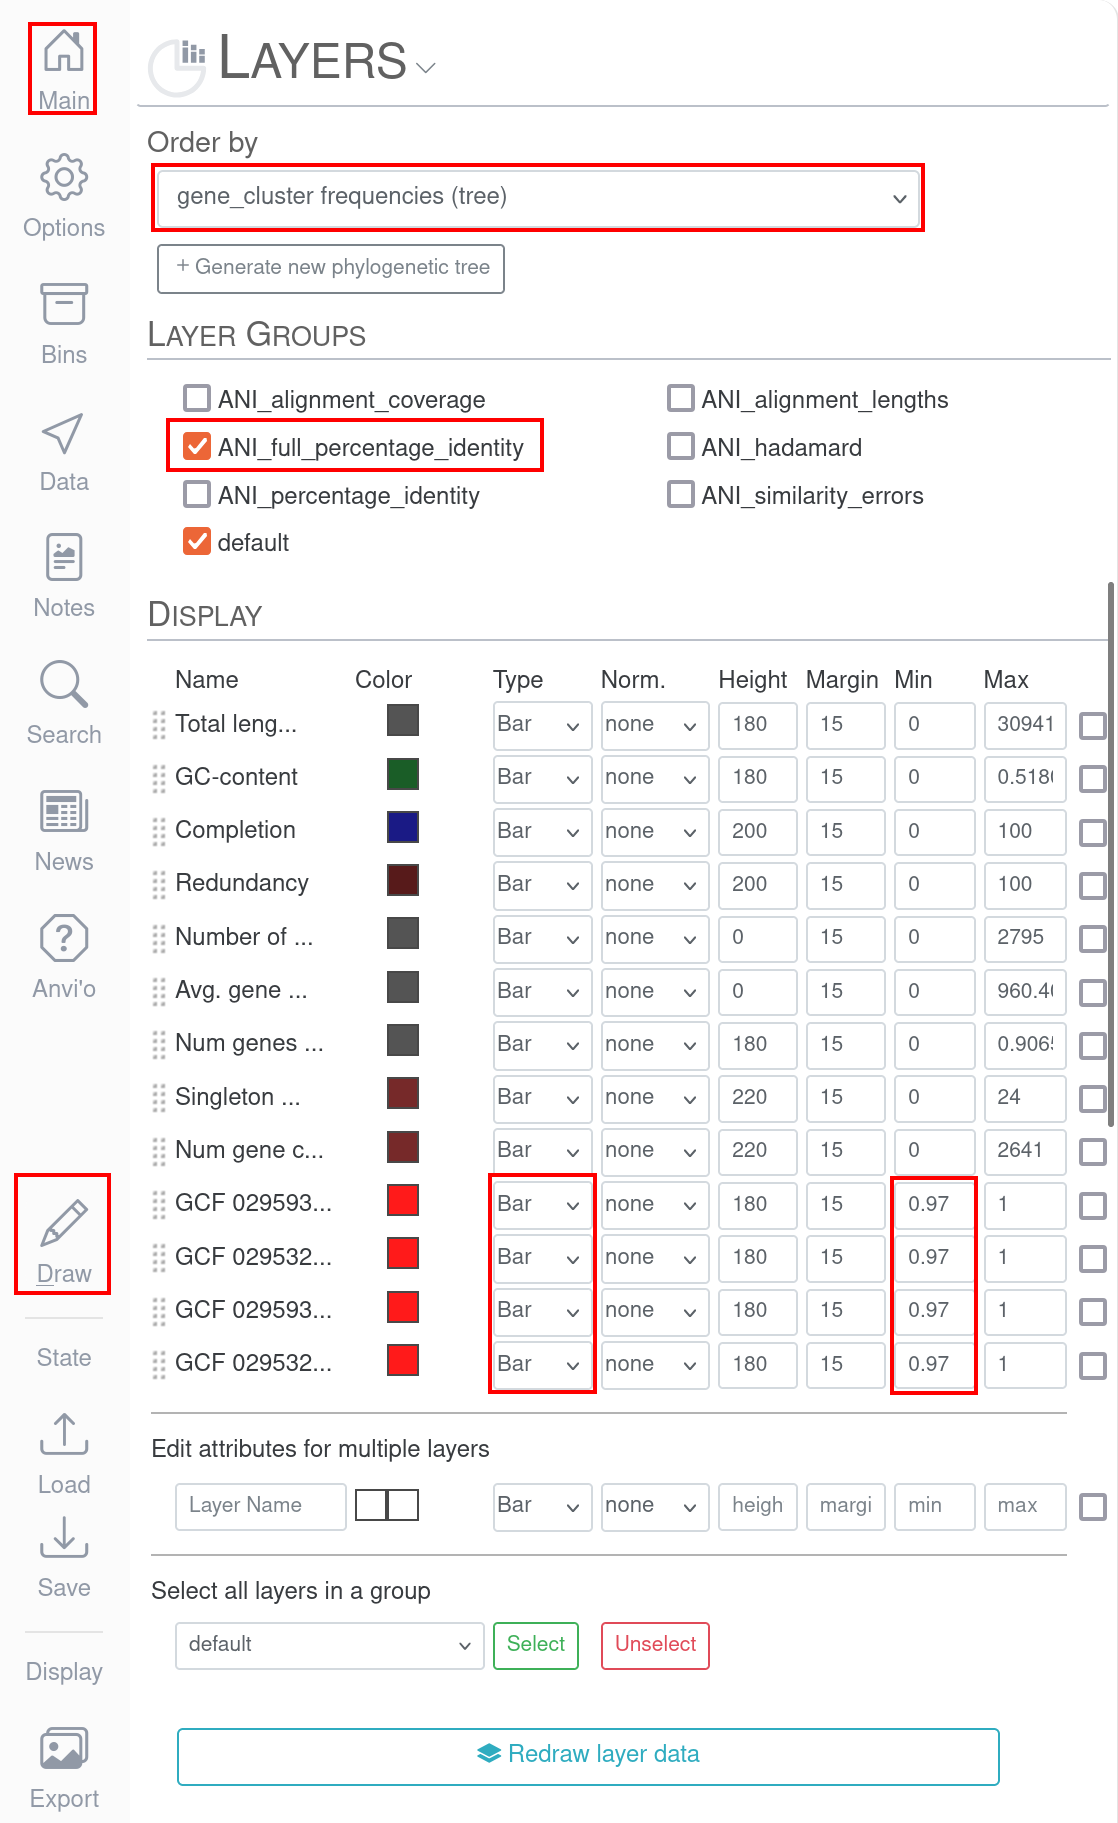 Main
Options
Bins
Data
Notes
Search
News
Anvi'o
Draw
State
Load
Save
Display
Export
LAYERS
Order by
gene_cluster frequencies (tree)
+ Generate new phylogenetic tree
LAYER GROUPS
ANI_alignment_coverage ANI_alignment_lengths
ANI_full_percentage_identity ANI_hadamard
ANI_percentage_identity ANI_similarity_errors
default
DISPLAY
Name Color Type Norm. Height Margin Min Max
Total leng... Bar none 180 15 0 30941
GC-content Bar none 180 15 0 0.518
Completion Bar none 200 15 0 100
Redundancy Bar none 200 15 0 100
Number of ... Bar none 0 15 0 2795
Avg. gene ... Bar none 0 15 0 960.4
Num genes ... Bar none 180 15 0 0.906
Singleton ... Bar none 220 15 0 24
Num gene c... Bar none 220 15 0 2641
GCF 029593... Bar none 180 15 0.97 1
GCF 029532... Bar none 180 15 0.97 1
GCF 029593... Bar none 180 15 0.97 1
GCF 029532... Bar none 180 15 0.97 1
Edit attributes for multiple layers
Layer Name Bar none heigh margi min max
Select all layers in a group
default Select Unselect
Redraw layer data